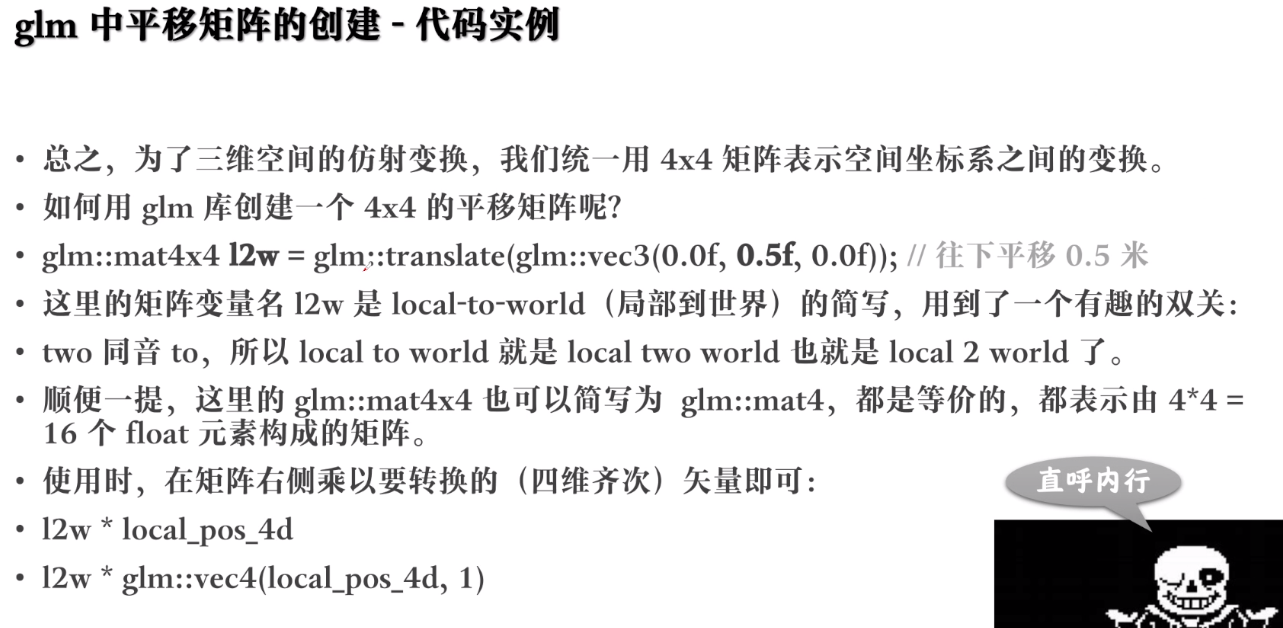 glm 中平移矩阵的创建 - 代码实例
• 总之，为了三维空间的仿射变换，我们统一用 4x4 矩阵表示空间坐标系之间的变换。
• 如何用 glm 库创建一个 4x4 的平移矩阵呢？
• glm::mat4x4 l2w = glm::translate(glm::vec3(0.0f, 0.5f, 0.0f)); // 往下平移 0.5 米
• 这里的矩阵变量名 l2w 是 local-to-world（局部到世界）的简写，用到了一个有趣的双关：
• two 同音 to，所以 local to world 就是 local two world 也就是 local 2 world 了。
• 顺便一提，这里的 glm::mat4x4 也可以简写为 glm::mat4，都是等价的，都表示由 4*4 =
16 个 float 元素构成的矩阵。
• 使用时，在矩阵右侧乘以要转换的（四维齐次）矢量即可：
• l2w * local_pos_4d
• l2w * glm::vec4(local_pos_4d, 1)
直呼内行